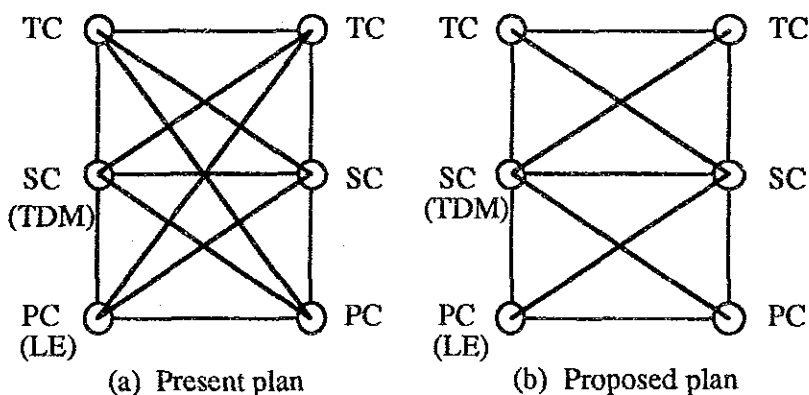 TC TC TC TC
SC SC SC SC
(TDM) (TDM)
PC PC PC PC
(LE) (LE)
(a) Present plan (b) Proposed plan